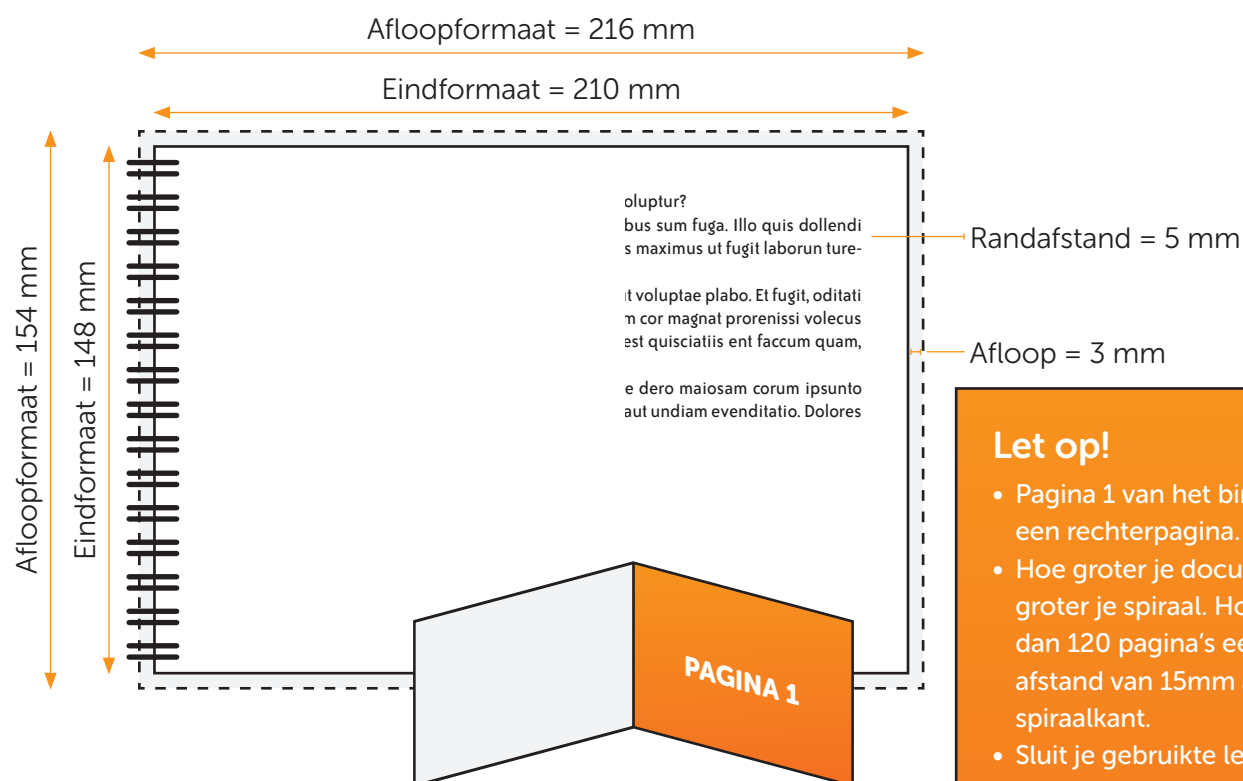 Afloopformaat = 216 mm
Eindformaat = 210 mm
Afloopformaat = 154 mm
Eindformaat = 148 mm
oluptur?
bus sum fuga. Illo quis dollendi
s maximus ut fugit laborun ture-
t voluptae plabo. Et fugit, oditati
m cor magnat prorenissi volecus
est quisciatiis ent faccum quam,
e dero maiosam corum ipsunto
aut undiam evenditatio. Dolores
Randafstand = 5 mm
Afloop = 3 mm
Let op!
• Pagina 1 van het bin
een rechterpagina.
• Hoe groter je docu
groter je spiraal. Ho
dan 120 pagina's ee
afstand van 15mm
spiraalkant.
• Sluit je gebruikte le
PAGINA 1